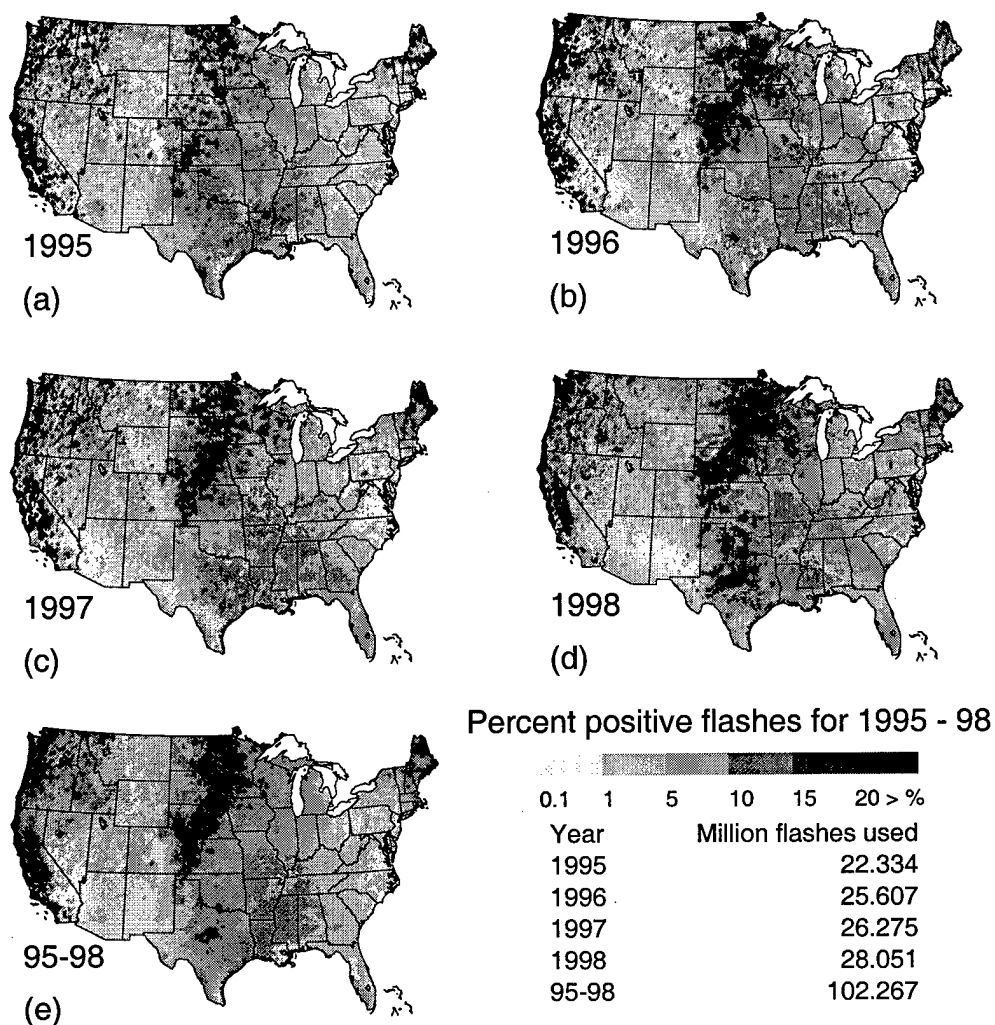 1995
(a)
1996
(b)
1997
(c)
1998
(d)
95-98
(e)
Percent positive flashes for 1995 - 98
0.1 1 5 10 15 20 > %
Year Million flashes used
1995 22.334
1996 25.607
1997 26.275
1998 28.051
95-98 102.267